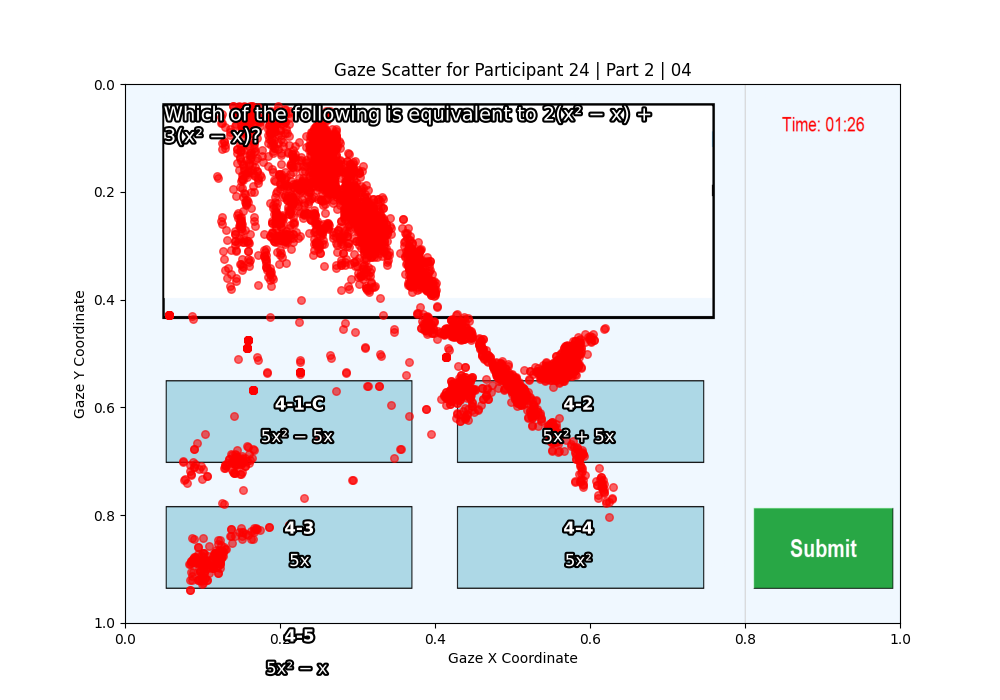 Gaze Scatter for Participant 24 | Part 2 | 04
0.0
0.2
0.4
0.6
0.8
1.0
Gaze Y Coordinate
Which of the following is equivalent to 2(x² − x) +
3(x² − x)?
Time: 01:26
4-1-C
5x² − 5x
4-2
5x² + 5x
4-3
5x
4-4
5x²
Submit
0.0
0.2
0.4
0.6
0.8
1.0
4-5
Gaze X Coordinate
5x² − x